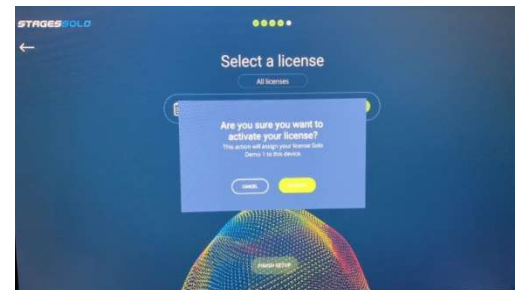 STAGESSOLO
Select a license
All licenses
Are you sure you want to
activate your license?
This action will assign your license Solo
Demo 1 to this device.
CANCEL
FINISH SETUP